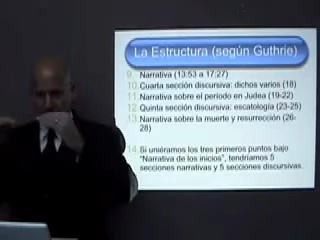 La Estructura (según Guthrie)
9. Narrativa (13:53 a 17:27)
10. Cuarta sección discursiva: dichos varios (18)
11. Narrativa sobre el período en Judea (19-22)
12. Quinta sección discursiva: escatología (23-25)
13. Narrativa sobre la muerte y resurrección (26-
28)
14. Si uniéramos los tres primeros puntos bajo
“Narrativa de los inicios”, tendríamos 5
secciones narrativas y 5 secciones discursivas.